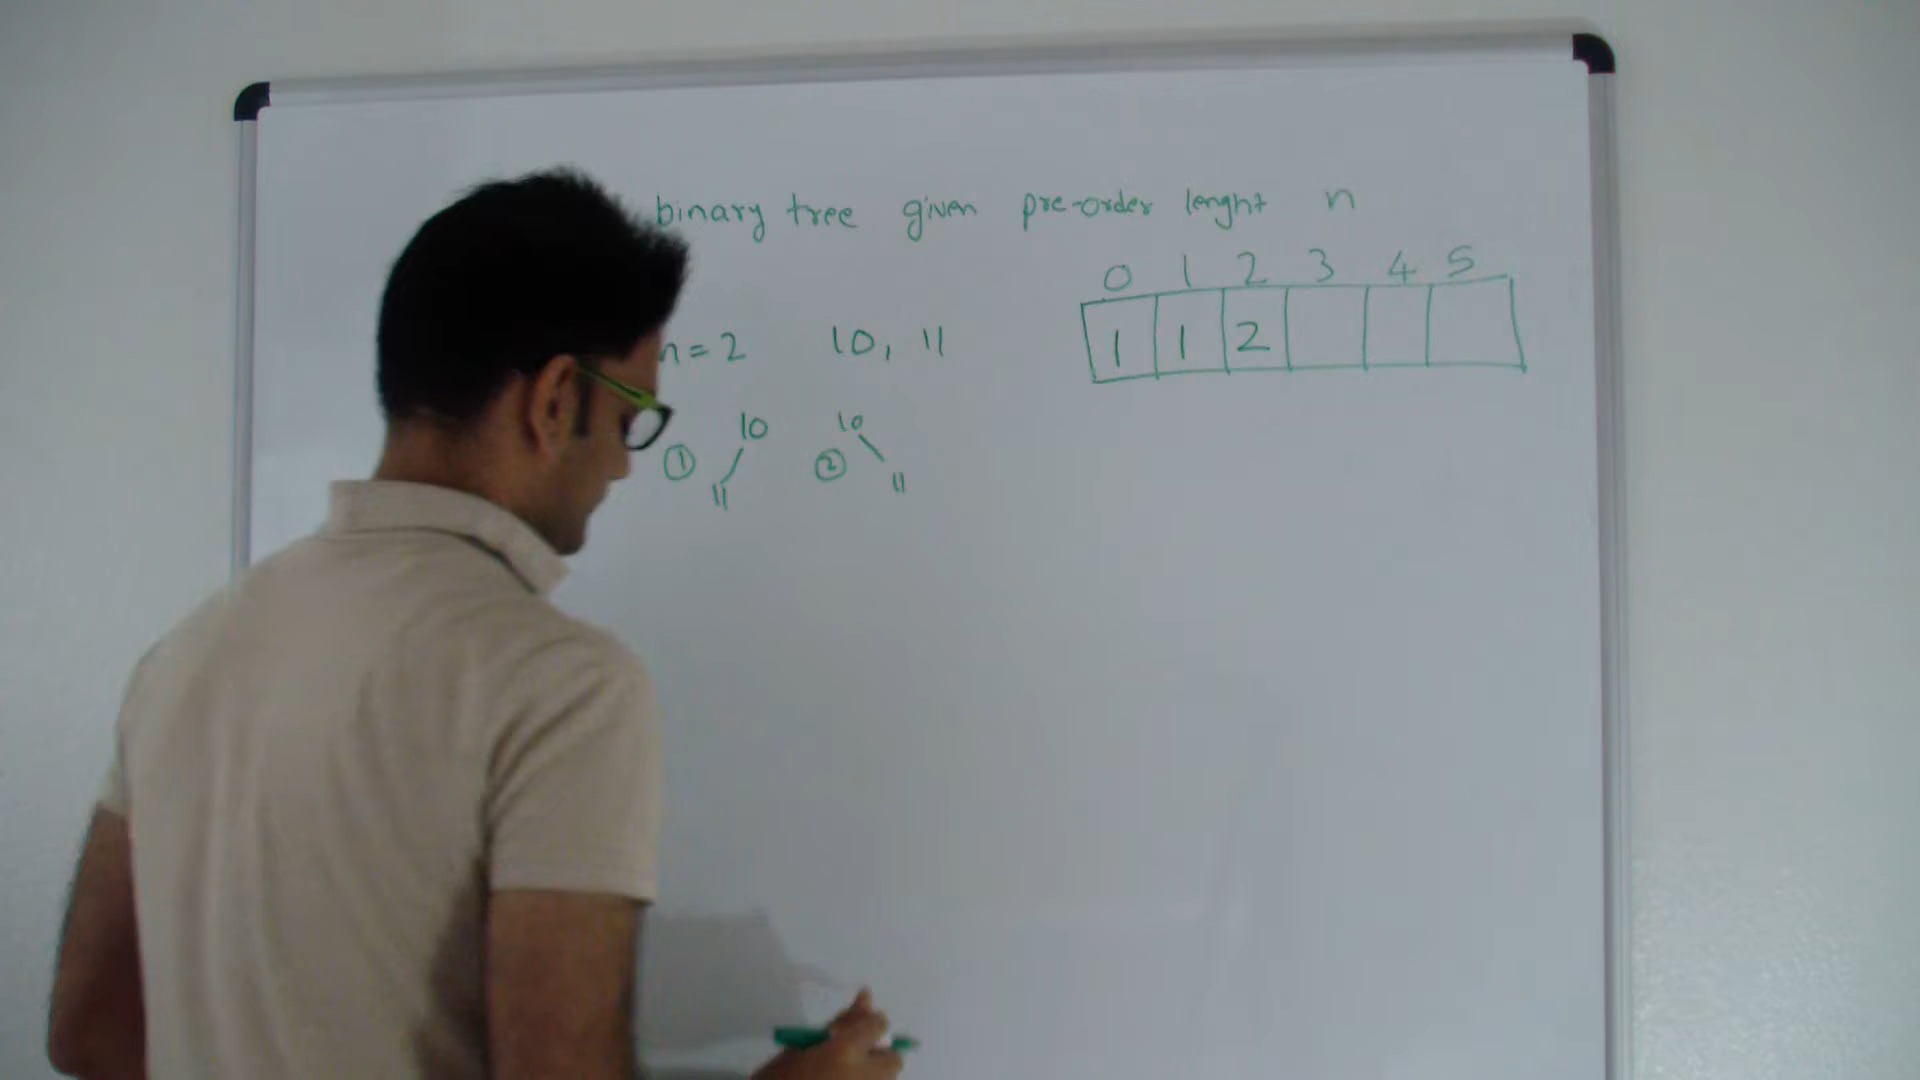 binary tree given pre-order lenght n
0 1 2 3 4 5
n=2 10, 11
1 1 2
① 10 11
② 10 11